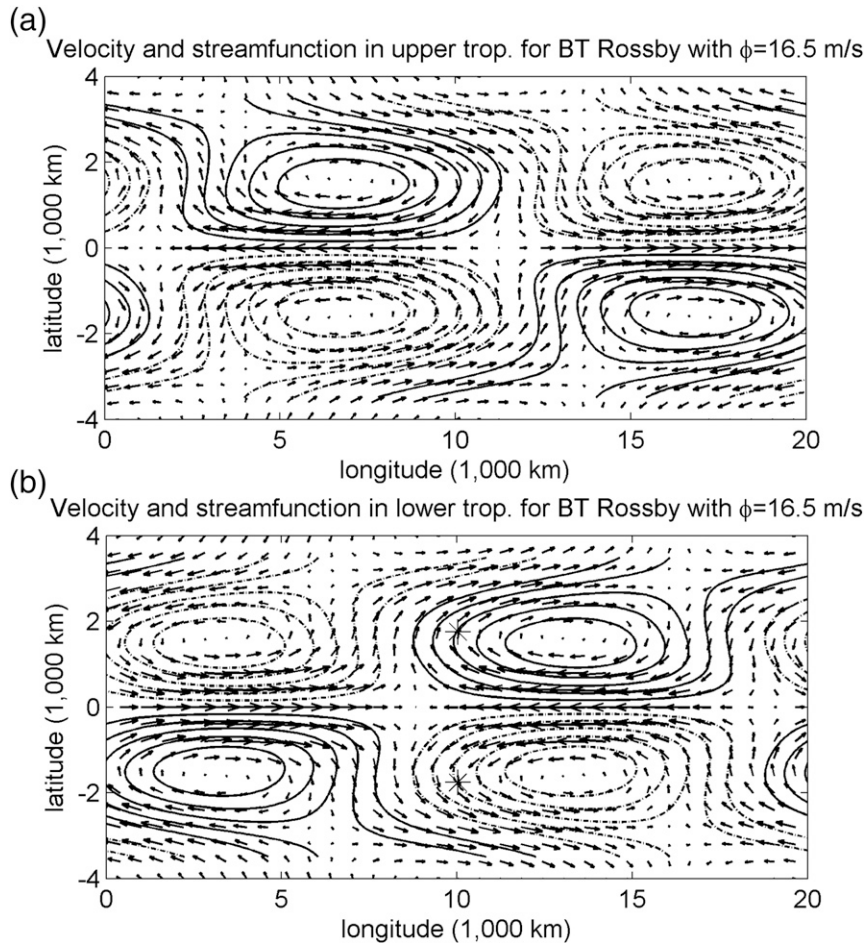 (a)
Velocity and streamfunction in upper trop. for BT Rossby with ϕ=16.5 m/s
4
2
0
-2
-4
latitude (1,000 km)
0 5 10 15 20
longitude (1,000 km)
(b)
Velocity and streamfunction in lower trop. for BT Rossby with ϕ=16.5 m/s
4
2
0
-2
-4
latitude (1,000 km)
0 5 10 15 20
longitude (1,000 km)